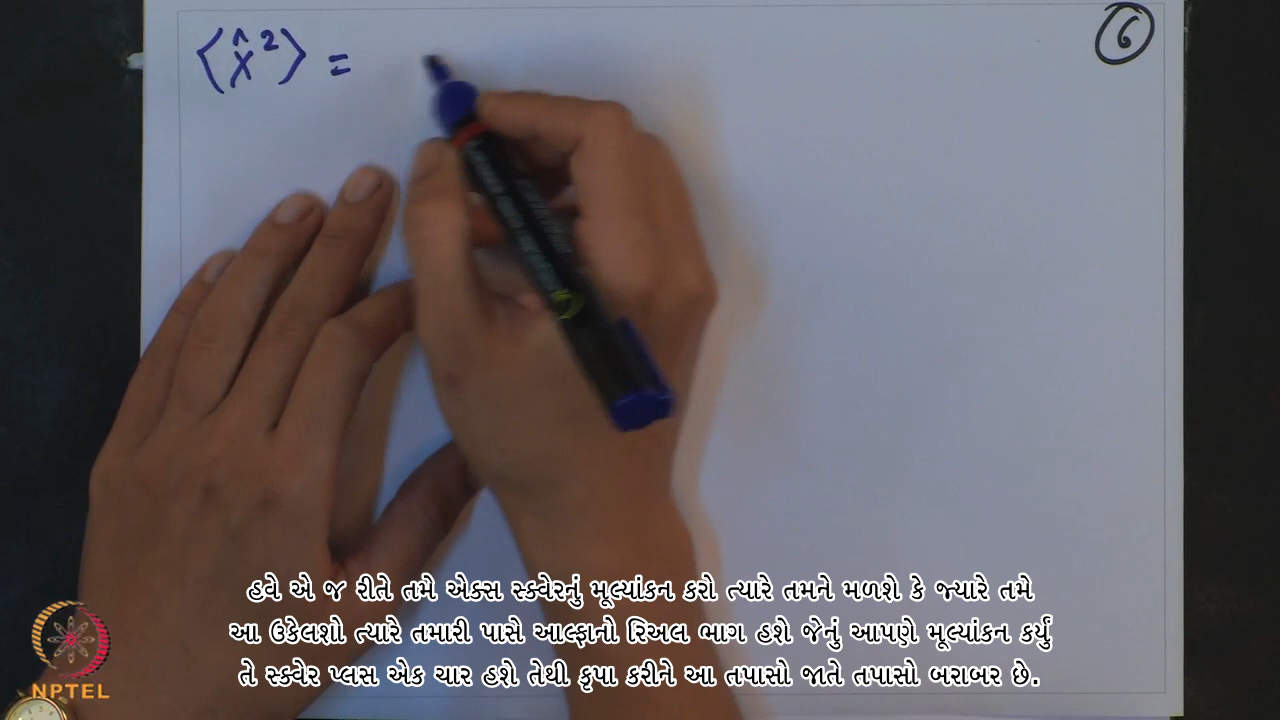 ⟨X̂²⟩ =
6
હવે એ જ રીતે તમે એક્સ સ્ક્વેરનું મૂલ્યાંકન કરો ત્યારે તમને મળશે કે જ્યારે તમે
આ ઉકેલશો ત્યારે તમારી પાસે આલ્ફાનો રિઅલ ભાગ હશે જેનું આપણે મૂલ્યાંકન કર્યું
તે સ્ક્વેર પ્લસ એક ચાર હશે તેથી કૃપા કરીને આ તપાસો જાતે તપાસો બરાબર છે.
NPTEL